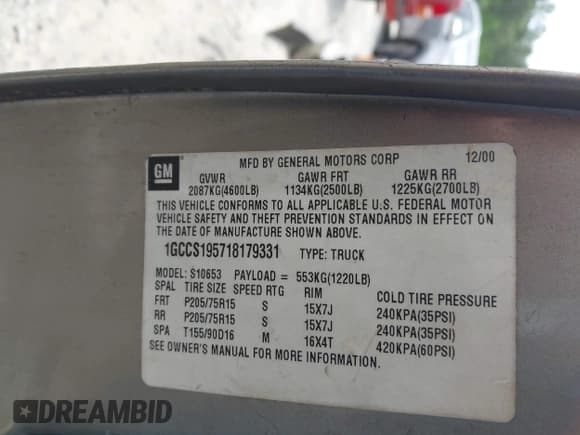 GM
MFD BY GENERAL MOTORS CORP 12/00
GVWR GAWR FRT GAWR RR
2087KG(4600LB) 1134KG(2500LB) 1225KG(2700LB)
THIS VEHICLE CONFORMS TO ALL APPLICABLE U.S. FEDERAL MOTOR
VEHICLE SAFETY AND THEFT PREVENTION STANDARDS IN EFFECT ON
THE DATE OF MANUFACTURE SHOWN ABOVE.
1GCCS195718179331 TYPE: TRUCK
MODEL: S10653 PAYLOAD = 553KG(1220LB)
SPAL TIRE SIZE SPEED RTG RIM COLD TIRE PRESSURE
FRT P205/75R15 S 15X7J 240KPA(35PSI)
RR P205/75R15 S 15X7J 240KPA(35PSI)
SPA T155/90D16 M 16X4T 420KPA(60PSI)
SEE OWNER'S MANUAL FOR MORE INFORMATION.
DREAMBID